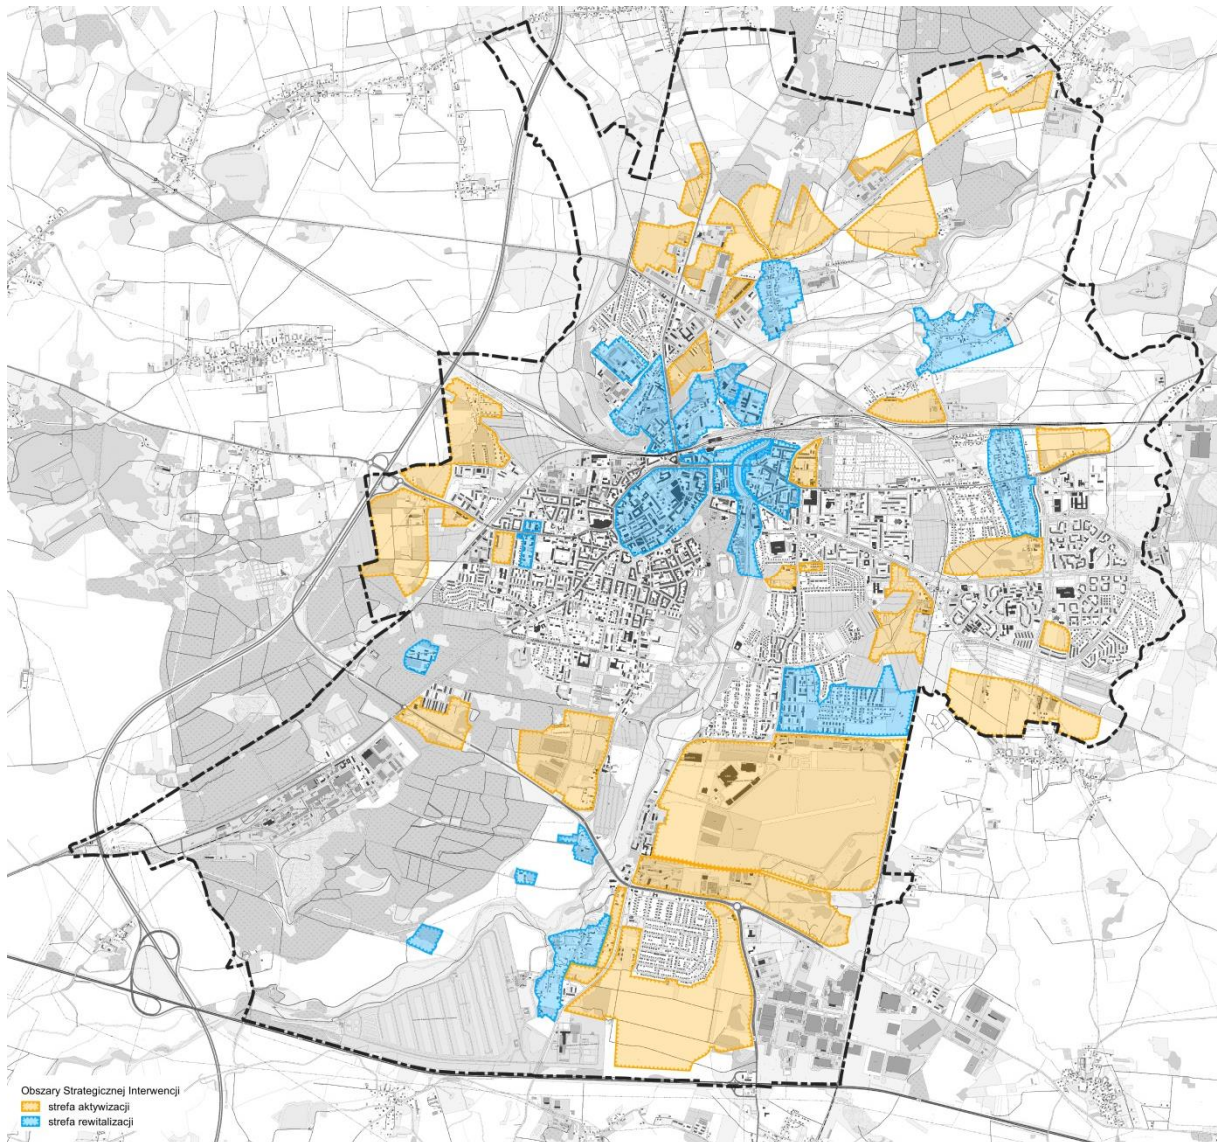 Obszary Strategicznej Interwencji
strefa aktywizacji
strefa rewitalizacji